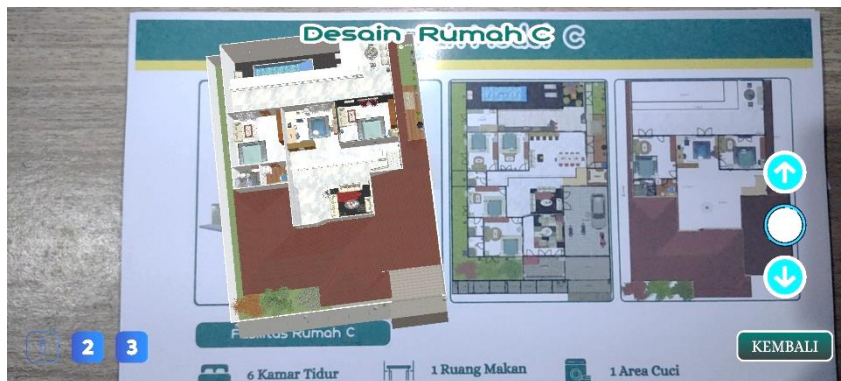 Desain Rumah C
C
Fasilitas Rumah C
2
3
KEMBALI
6 Kamar Tidur
1 Ruang Makan
1 Area Cuci